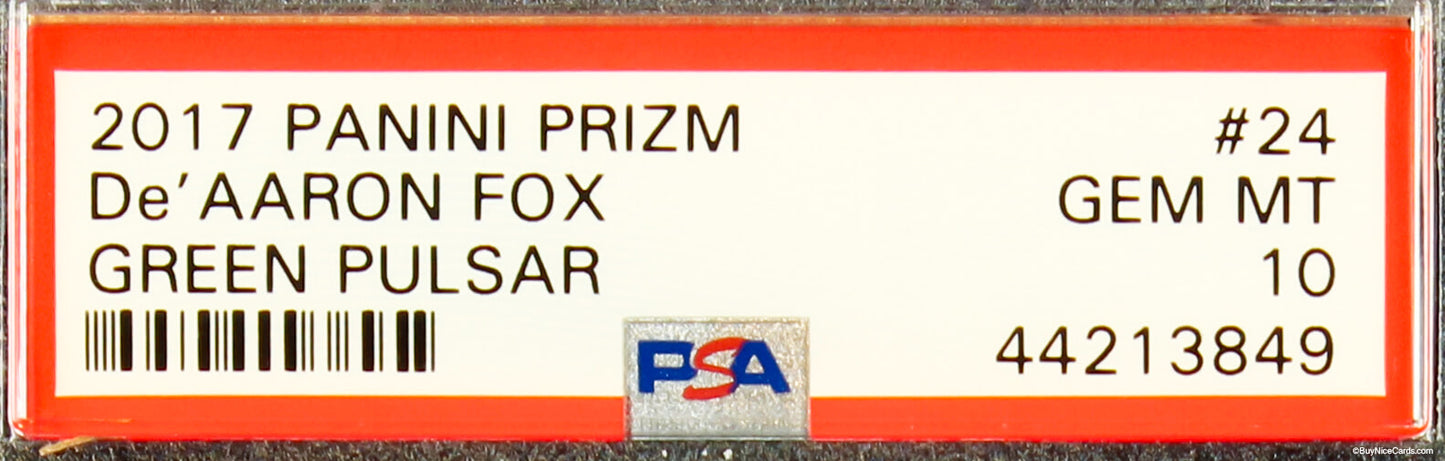 2017 PANINI PRIZM #24
De'AARON FOX GEM MT
GREEN PULSAR 10
PSA 44213849
©BuyNiceCards.com